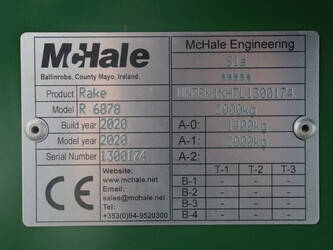 McHale
Ballinrobe, County Mayo, Ireland.
Product Rake
Model R 6878
Build year 2020
Model year 2020
Serial Number 1300174
CE
Website:
www.mchale.net
Email:
sales@mchale.net
Tel:
+353(0)94-9520300
McHale Engineering
S1a
*****
2000kg
A-0: 1400kg
A-1: 2000kg
A-2:
T-1 T-2 T-3
B-1 - - -
B-2 - - -
B-3 - - -
B-4 - - -